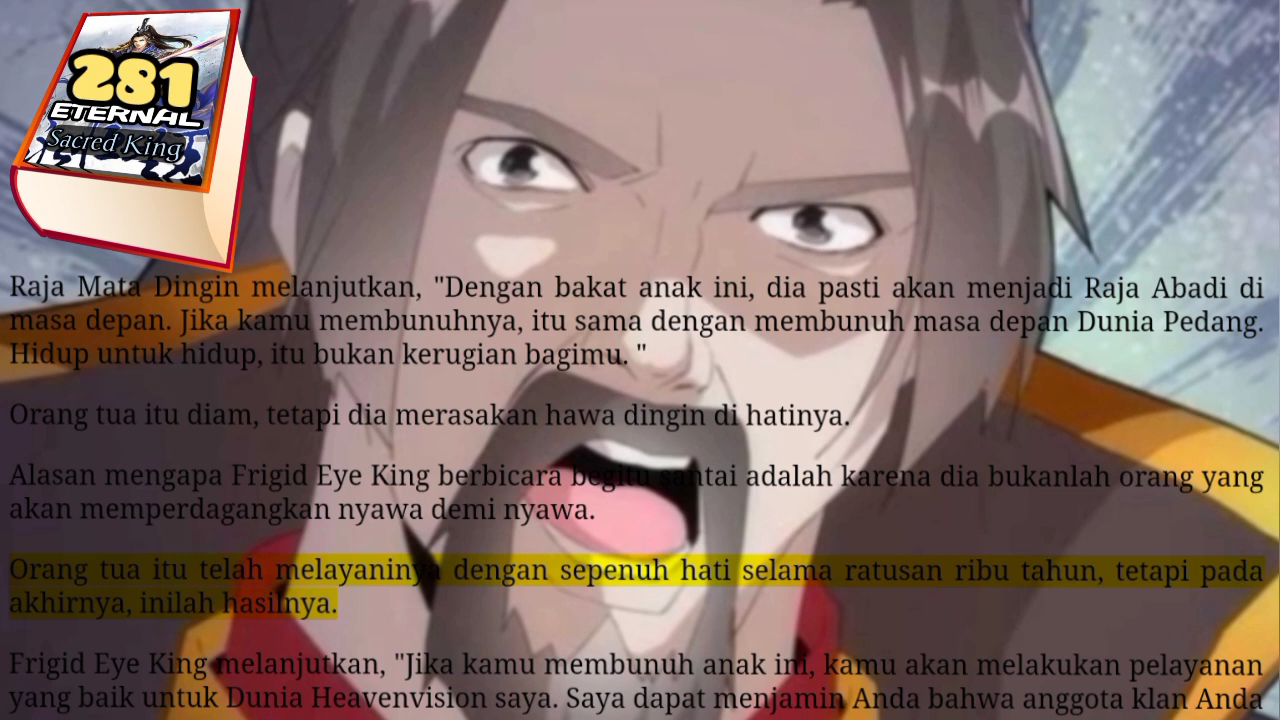 281
ETERNAL
Sacred King
Raja Mata Dingin melanjutkan, "Dengan bakat anak ini, dia pasti akan menjadi Raja Abadi di
masa depan. Jika kamu membunuhnya, itu sama dengan membunuh masa depan Dunia Pedang.
Hidup untuk hidup, itu bukan kerugian bagimu. "
Orang tua itu diam, tetapi dia merasakan hawa dingin di hatinya.
Alasan mengapa Frigid Eye King berbicara begitu santai adalah karena dia bukanlah orang yang
akan memperdagangkan nyawa demi nyawa.
Orang tua itu telah melayaninya dengan sepenuh hati selama ratusan ribu tahun, tetapi pada
akhirnya, inilah hasilnya.
Frigid Eye King melanjutkan, "Jika kamu membunuh anak ini, kamu akan melakukan pelayanan
yang baik untuk Dunia Heavenvision saya. Saya dapat menjamin Anda bahwa anggota klan Anda